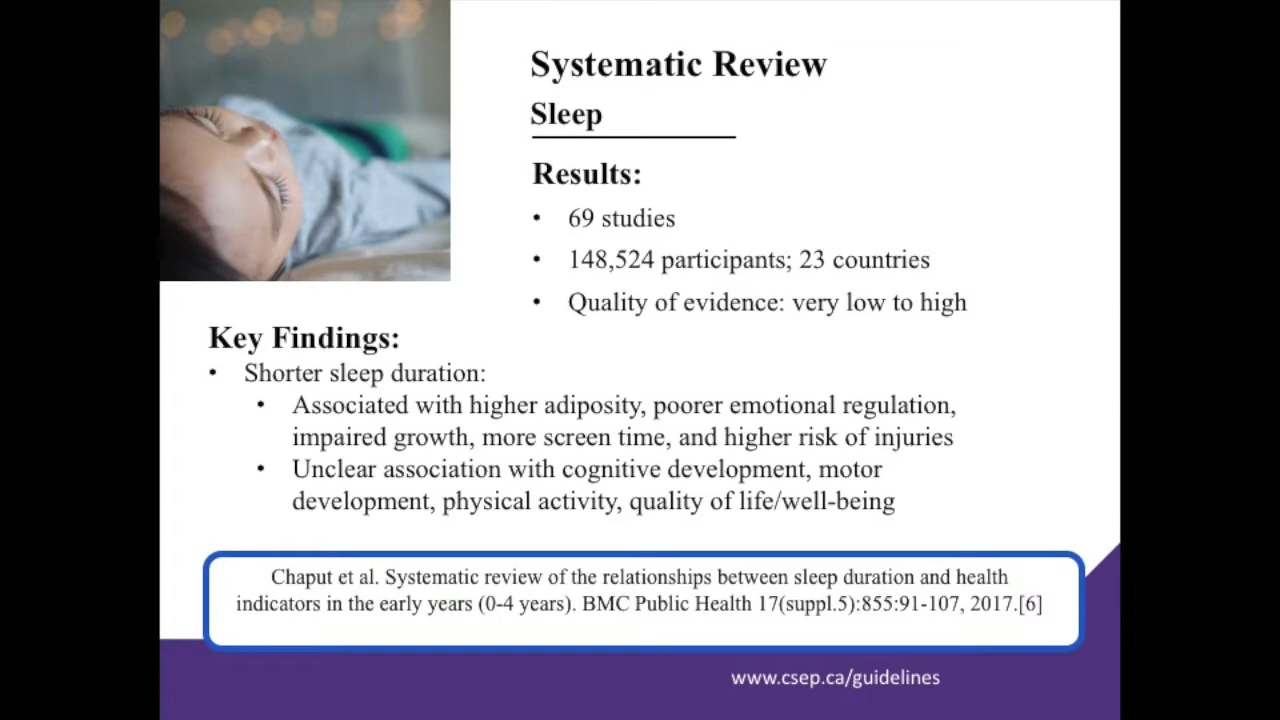 Systematic Review
Sleep
Results:
• 69 studies
• 148,524 participants; 23 countries
• Quality of evidence: very low to high
Key Findings:
• Shorter sleep duration:
• Associated with higher adiposity, poorer emotional regulation,
impaired growth, more screen time, and higher risk of injuries
• Unclear association with cognitive development, motor
development, physical activity, quality of life/well-being
Chaput et al. Systematic review of the relationships between sleep duration and health
indicators in the early years (0-4 years). BMC Public Health 17(suppl.5):855:91-107, 2017.[6]
www.csep.ca/guidelines